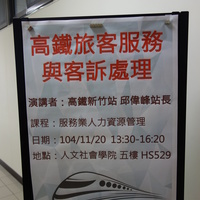 高鐵旅客服務
與客訴處理
演講者：高鐵新竹站 邱偉峰站長
課程：服務業人力資源管理
日期：104/11/20 13:30-16:20
地點：人文社會學院 五樓 HS529